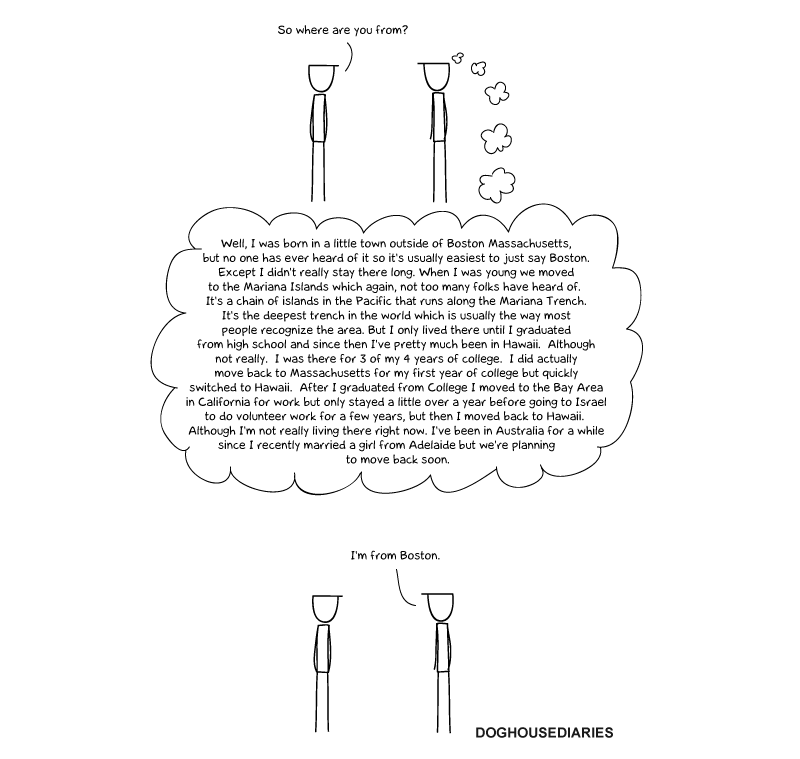 So where are you from?
Well, I was born in a little town outside of Boston Massachusetts,
but no one has ever heard of it so it's usually easiest to just say Boston.
Except I didn't really stay there long. When I was young we moved
to the Mariana Islands which again, not too many folks have heard of.
It's a chain of islands in the Pacific that runs along the Mariana Trench.
It's the deepest trench in the world which is usually the way most
people recognize the area. But I only lived there until I graduated
from high school and since then I've pretty much been in Hawaii. Although
not really. I was there for 3 of my 4 years of college. I did actually
move back to Massachusetts for my first year of college but quickly
switched to Hawaii. After I graduated from College I moved to the Bay Area
in California for work but only stayed a little over a year before going to Israel
to do volunteer work for a few years, but then I moved back to Hawaii.
Although I'm not really living there right now. I've been in Australia for a while
since I recently married a girl from Adelaide but we're planning
to move back soon.
I'm from Boston.
DOGHOUSEDIARIES